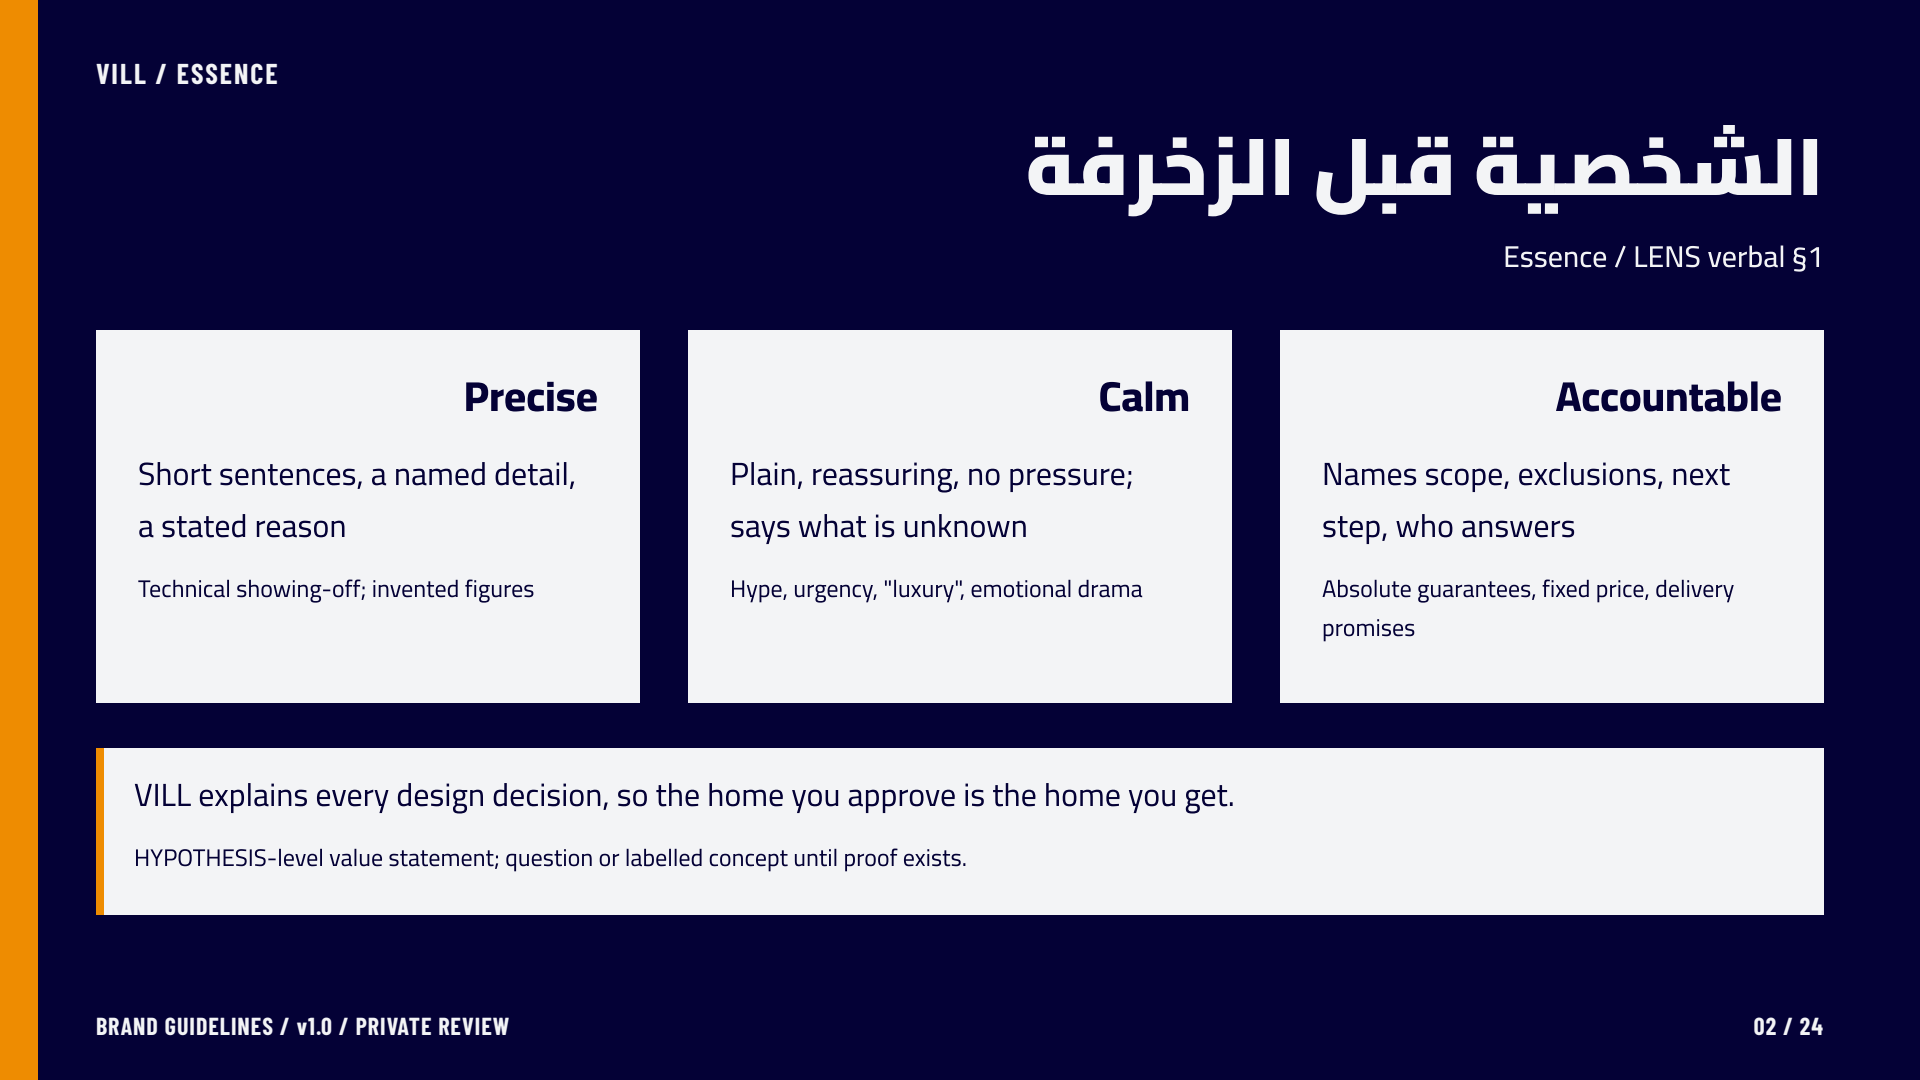 VILL / ESSENCE
الشخصية قبل الزخرفة
Essence / LENS verbal §1
Precise
Short sentences, a named detail,
a stated reason
Technical showing-off; invented figures
Calm
Plain, reassuring, no pressure;
says what is unknown
Hype, urgency, "luxury", emotional drama
Accountable
Names scope, exclusions, next
step, who answers
Absolute guarantees, fixed price, delivery
promises
VILL explains every design decision, so the home you approve is the home you get.
HYPOTHESIS-level value statement; question or labelled concept until proof exists.
BRAND GUIDELINES / v1.0 / PRIVATE REVIEW
02 / 24